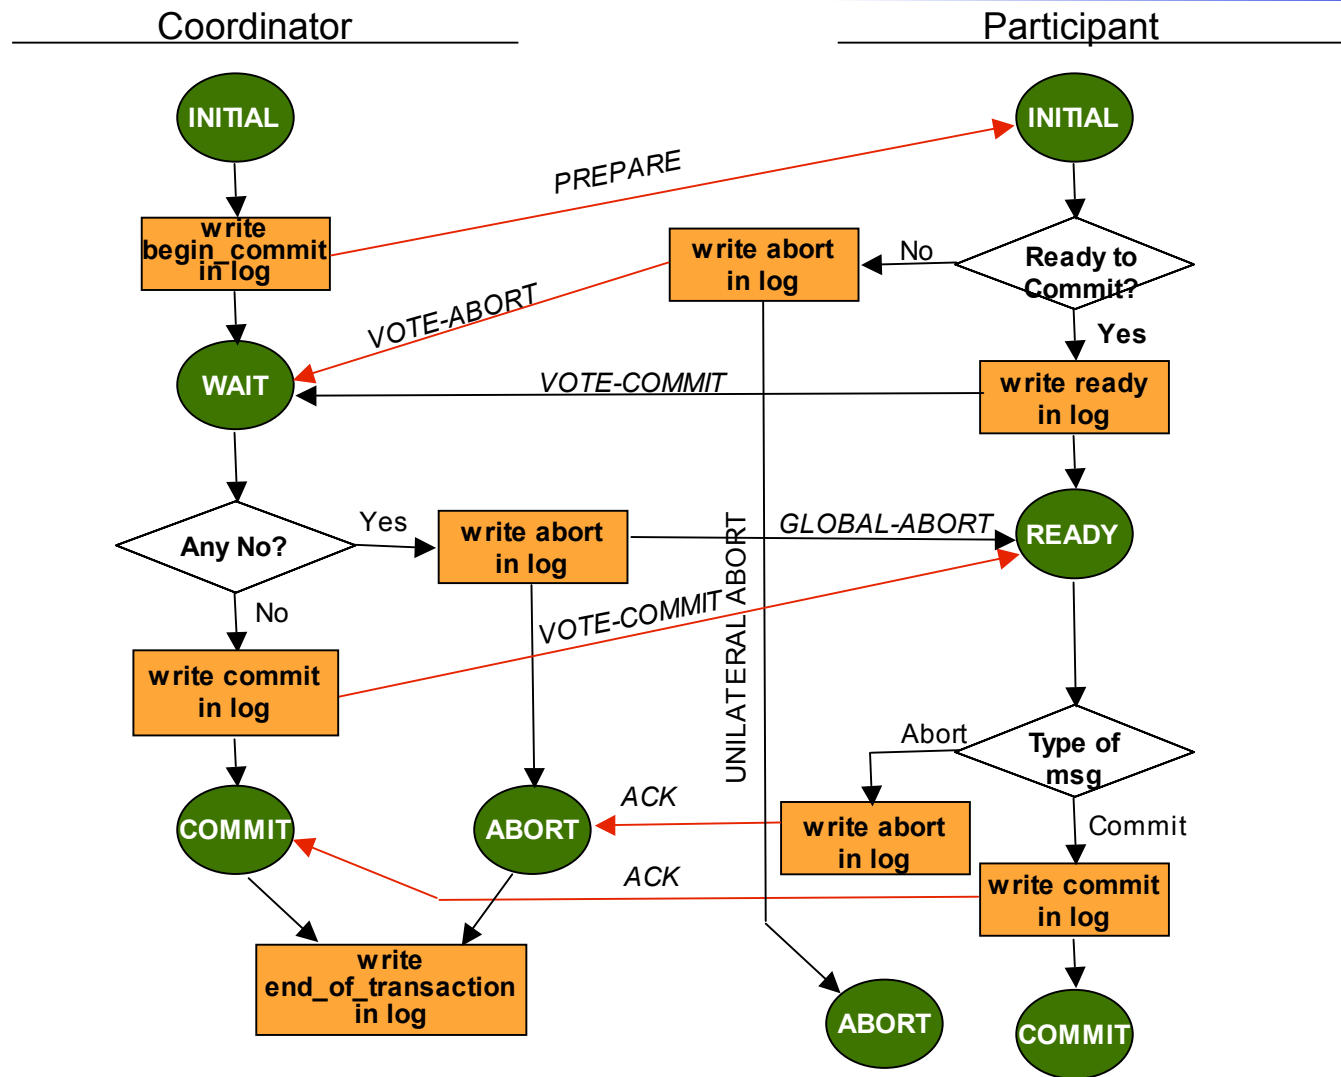 Coordinator
Participant
INITIAL
INITIAL
PREPARE
write
begin_commit
in log
write abort
in log
No
Ready to
Commit?
VOTE-ABORT
Yes
WAIT
VOTE-COMMIT
write ready
in log
Any No?
Yes
write abort
in log
GLOBAL-ABORT
READY
UNILATERAL ABORT
No
VOTE-COMMIT
write commit
in log
Abort
Type of
msg
COMMIT
ABORT
ACK
write abort
in log
Commit
ACK
write commit
in log
write
end_of_transaction
in log
ABORT
COMMIT